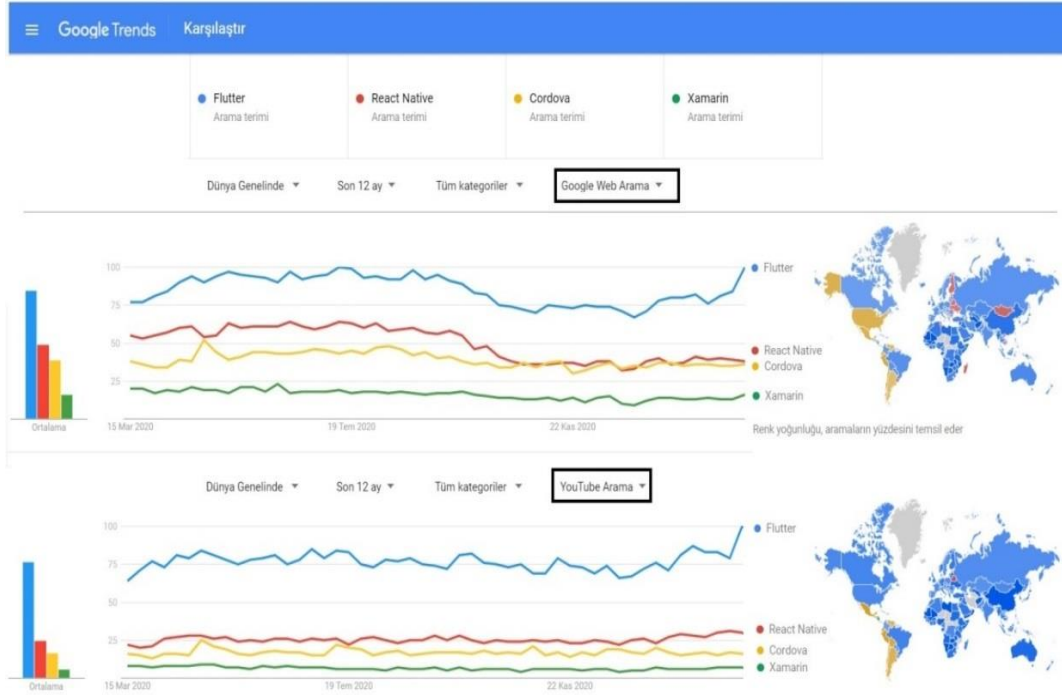 Google Trends Karşılaştır
Flutter
Arama terimi
React Native
Arama terimi
Cordova
Arama terimi
Xamarin
Arama terimi
Dünya Genelinde Son 12 ay Tüm kategoriler Google Web Arama
100
75
50
25
Ortalama
15 Mar 2020 19 Tem 2020 22 Kas 2020
Flutter
React Native
Cordova
Xamarin
Renk yoğunluğu, aramaların yüzdesini temsil eder
Dünya Genelinde Son 12 ay Tüm kategoriler YouTube Arama
100
75
50
25
Ortalama
15 Mar 2020 19 Tem 2020 22 Kas 2020
Flutter
React Native
Cordova
Xamarin